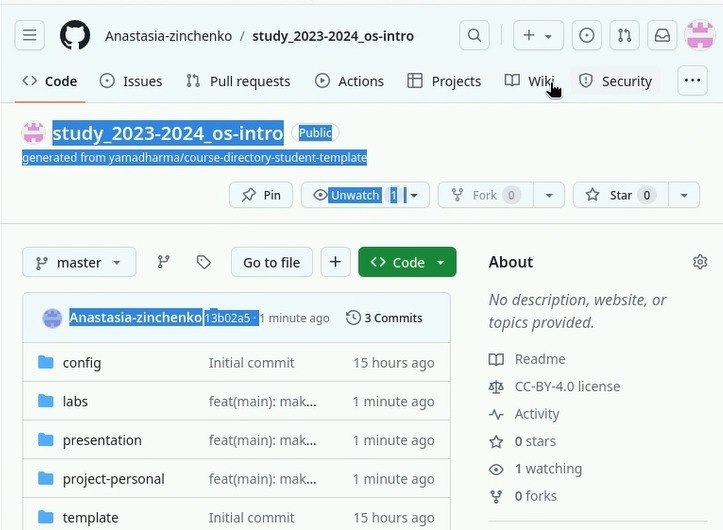 Anastasia-zinchenko / study_2023-2024_os-intro
Code Issues Pull requests Actions Projects Wiki Security
study_2023-2024_os-intro Public
generated from yamadharma/course-directory-student-template
Pin Unwatch 1 Fork 0 Star 0
master Go to file Code
Anastasia-zinchenko 13b02a5 · 1 minute ago 3 Commits
config Initial commit 15 hours ago
labs feat(main): mak... 1 minute ago
presentation feat(main): mak... 1 minute ago
project-personal feat(main): mak... 1 minute ago
template Initial commit 15 hours ago
About
No description, website, or
topics provided.
Readme
CC-BY-4.0 license
Activity
0 stars
1 watching
0 forks